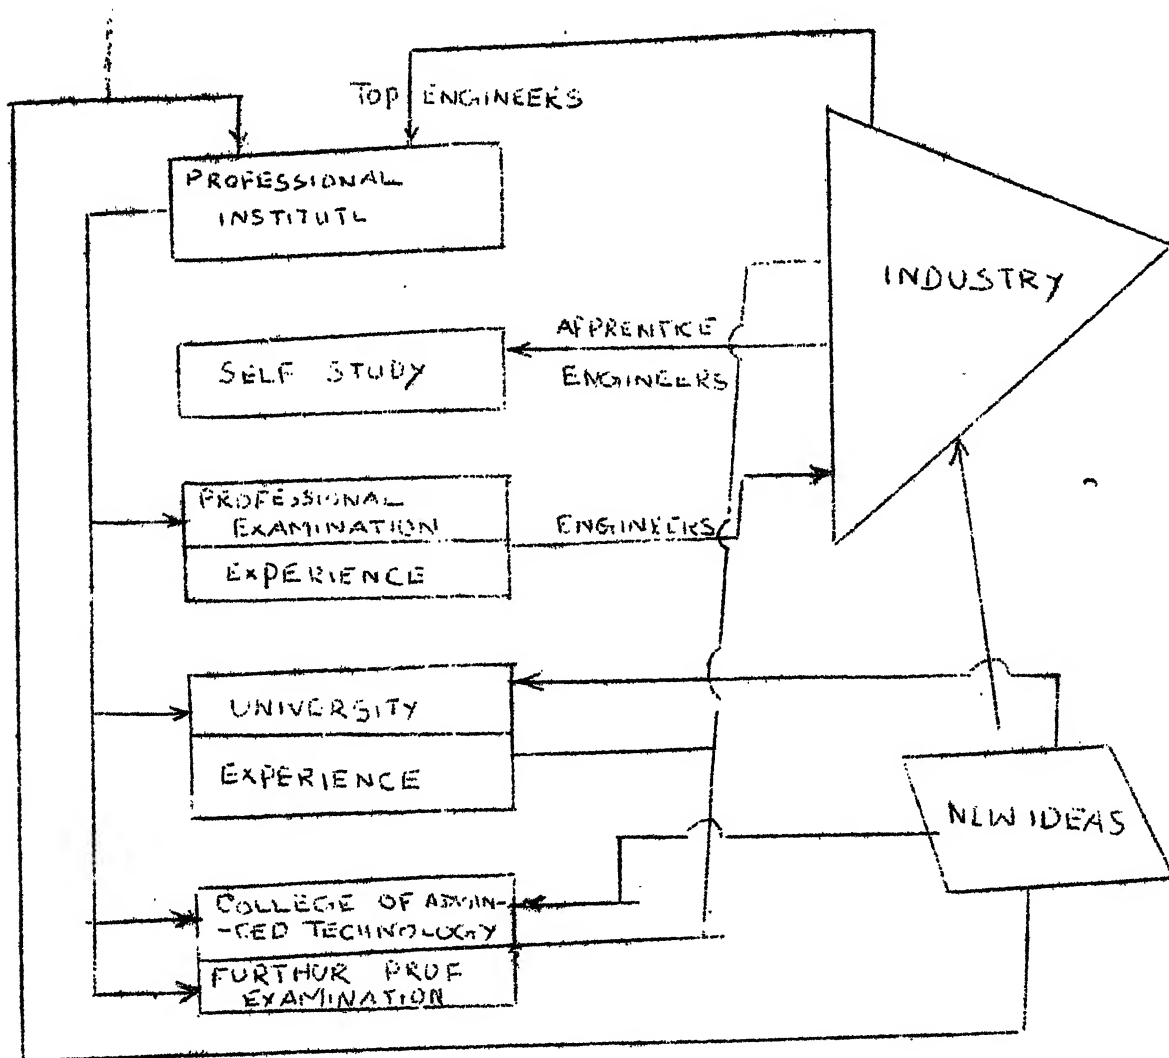 TOP ENGINEERS
PROFESSIONAL
INSTITUTE
INDUSTRY
APPRENTICE
ENGINEERS
SELF STUDY
PROFESSIONAL
EXAMINATION
ENGINEERS
EXPERIENCE
UNIVERSITY
EXPERIENCE
NEW IDEAS
COLLEGE OF ADVAN-
-CED TECHNOLOGY
FURTHUR PROF
EXAMINATION